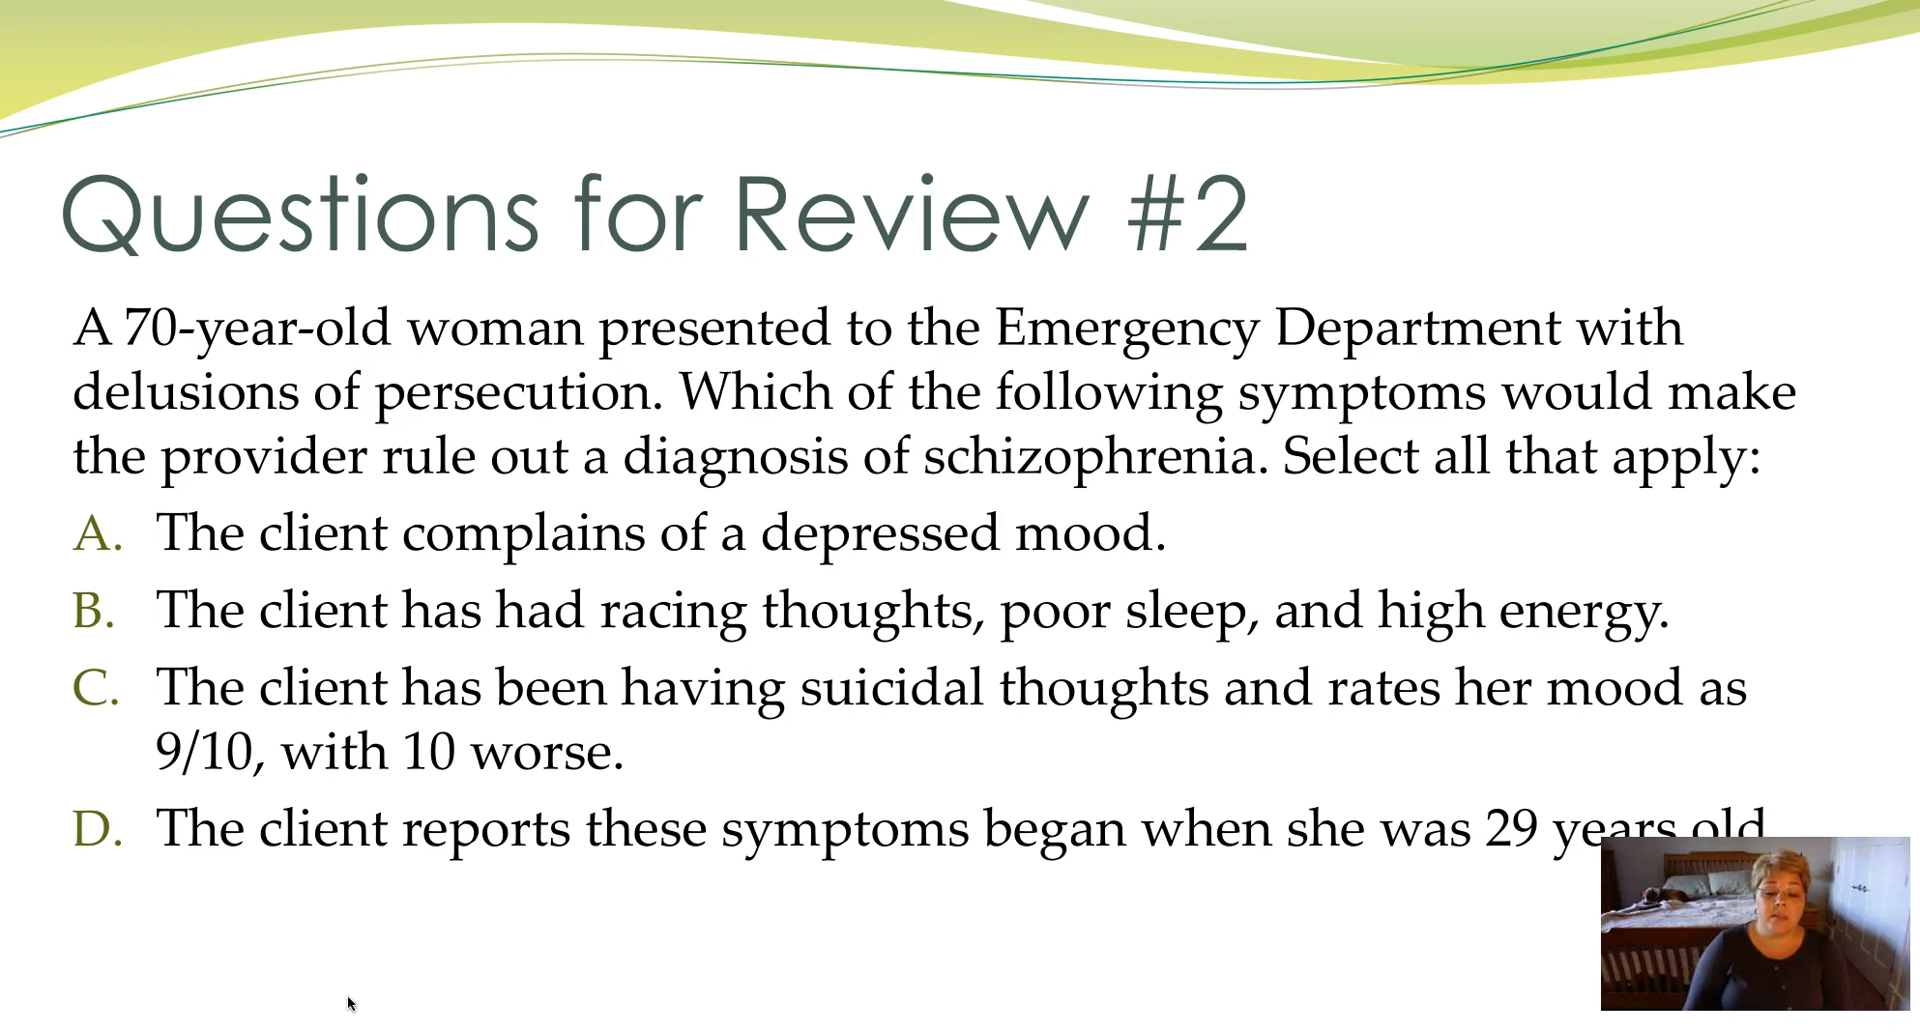 Questions for Review #2
A 70-year-old woman presented to the Emergency Department with
delusions of persecution. Which of the following symptoms would make
the provider rule out a diagnosis of schizophrenia. Select all that apply:
A. The client complains of a depressed mood.
B. The client has had racing thoughts, poor sleep, and high energy.
C. The client has been having suicidal thoughts and rates her mood as
9/10, with 10 worse.
D. The client reports these symptoms began when she was 29 years old